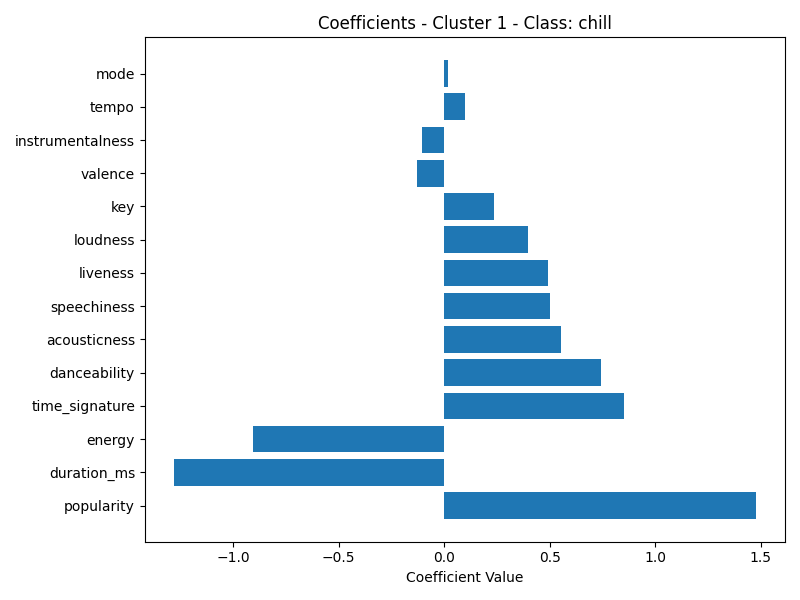 Coefficients - Cluster 1 - Class: chill
mode
tempo
instrumentalness
valence
key
loudness
liveness
speechiness
acousticness
danceability
time_signature
energy
duration_ms
popularity
−1.0 −0.5 0.0 0.5 1.0 1.5
Coefficient Value